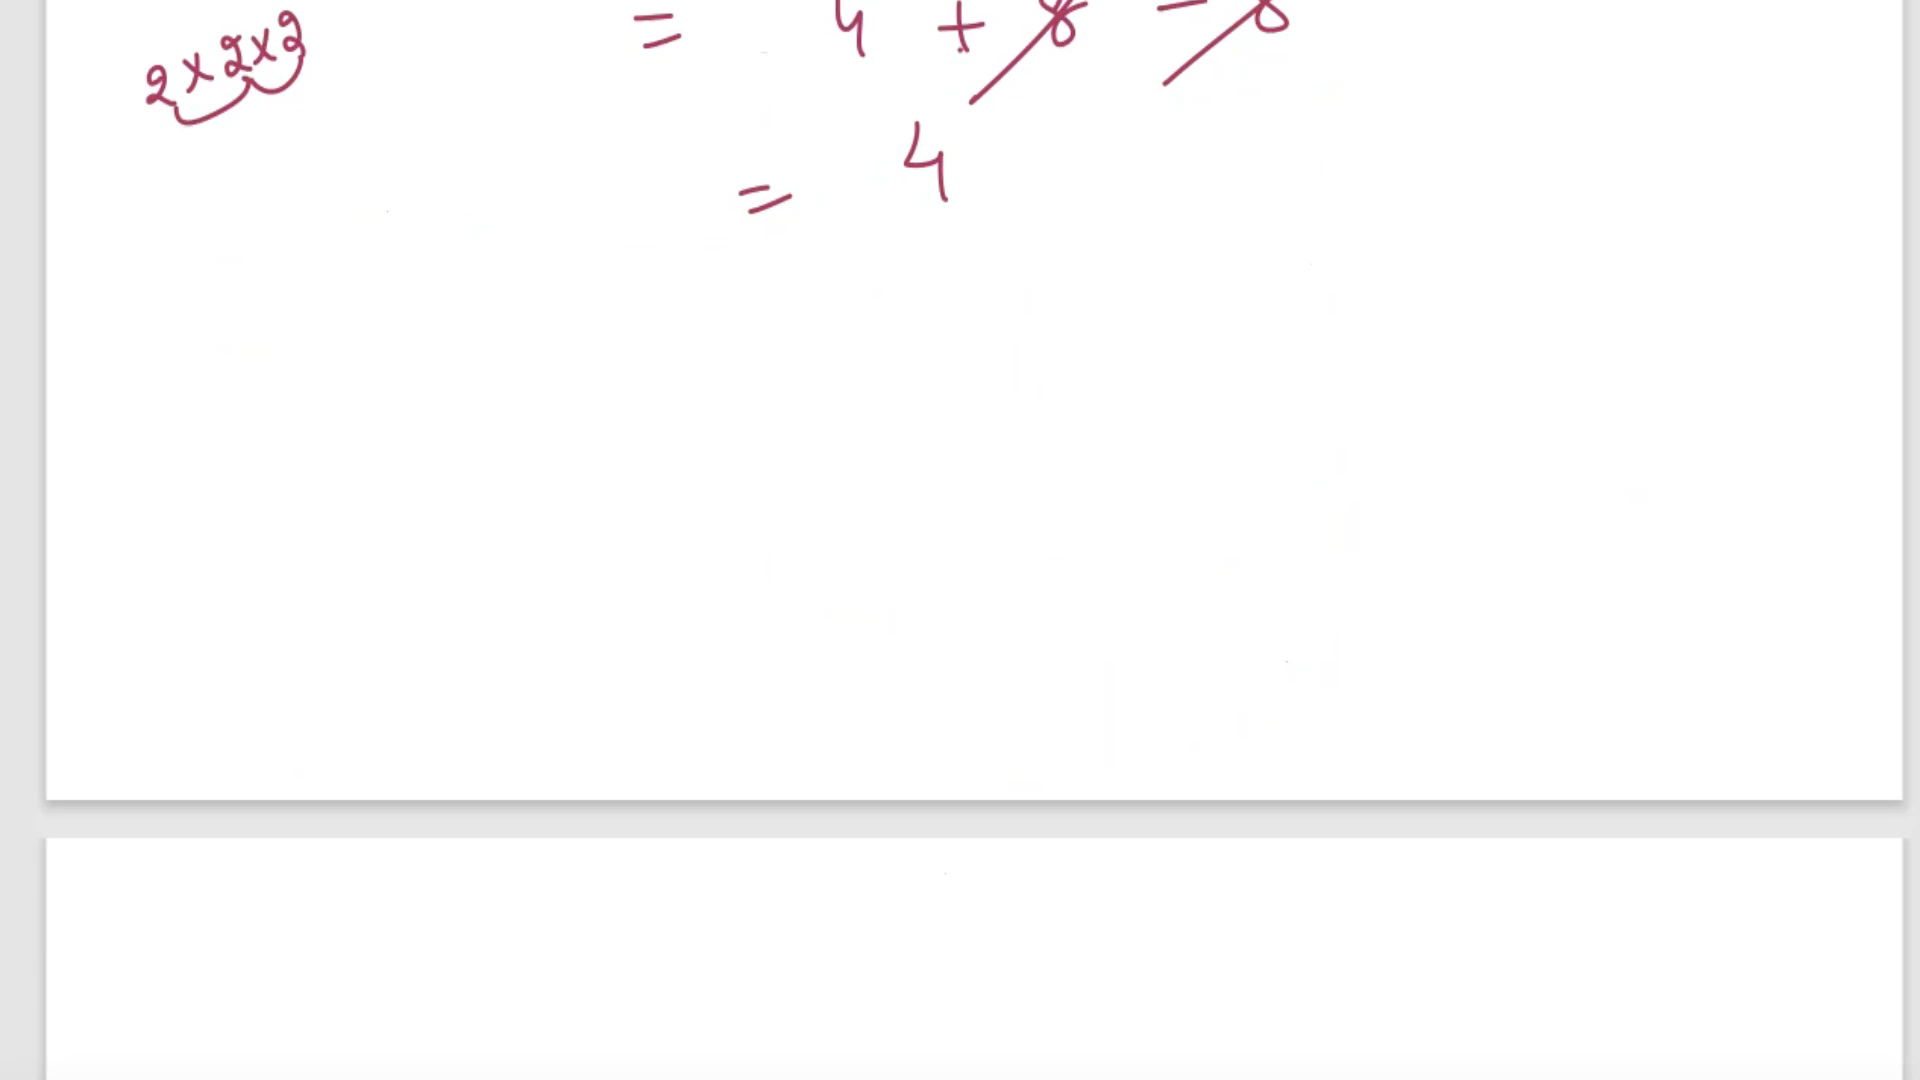 = 4 + 8 - 8
2 x 2 x 2
= 4